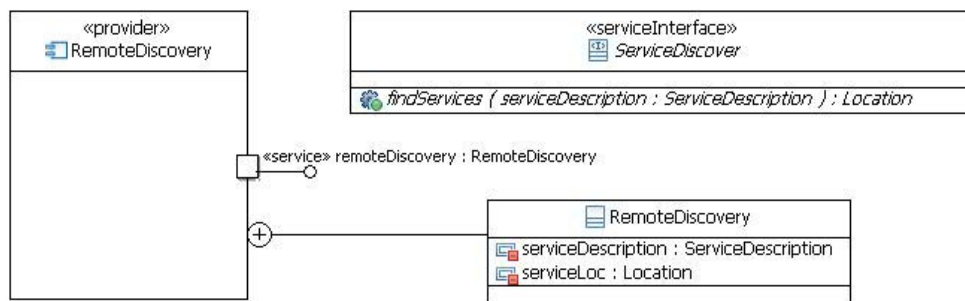 «provider»
RemoteDiscovery
«serviceInterface»
ServiceDiscover
findServices ( serviceDescription : ServiceDescription ) : Location
«service» remoteDiscovery : RemoteDiscovery
RemoteDiscovery
serviceDescription : ServiceDescription
serviceLoc : Location